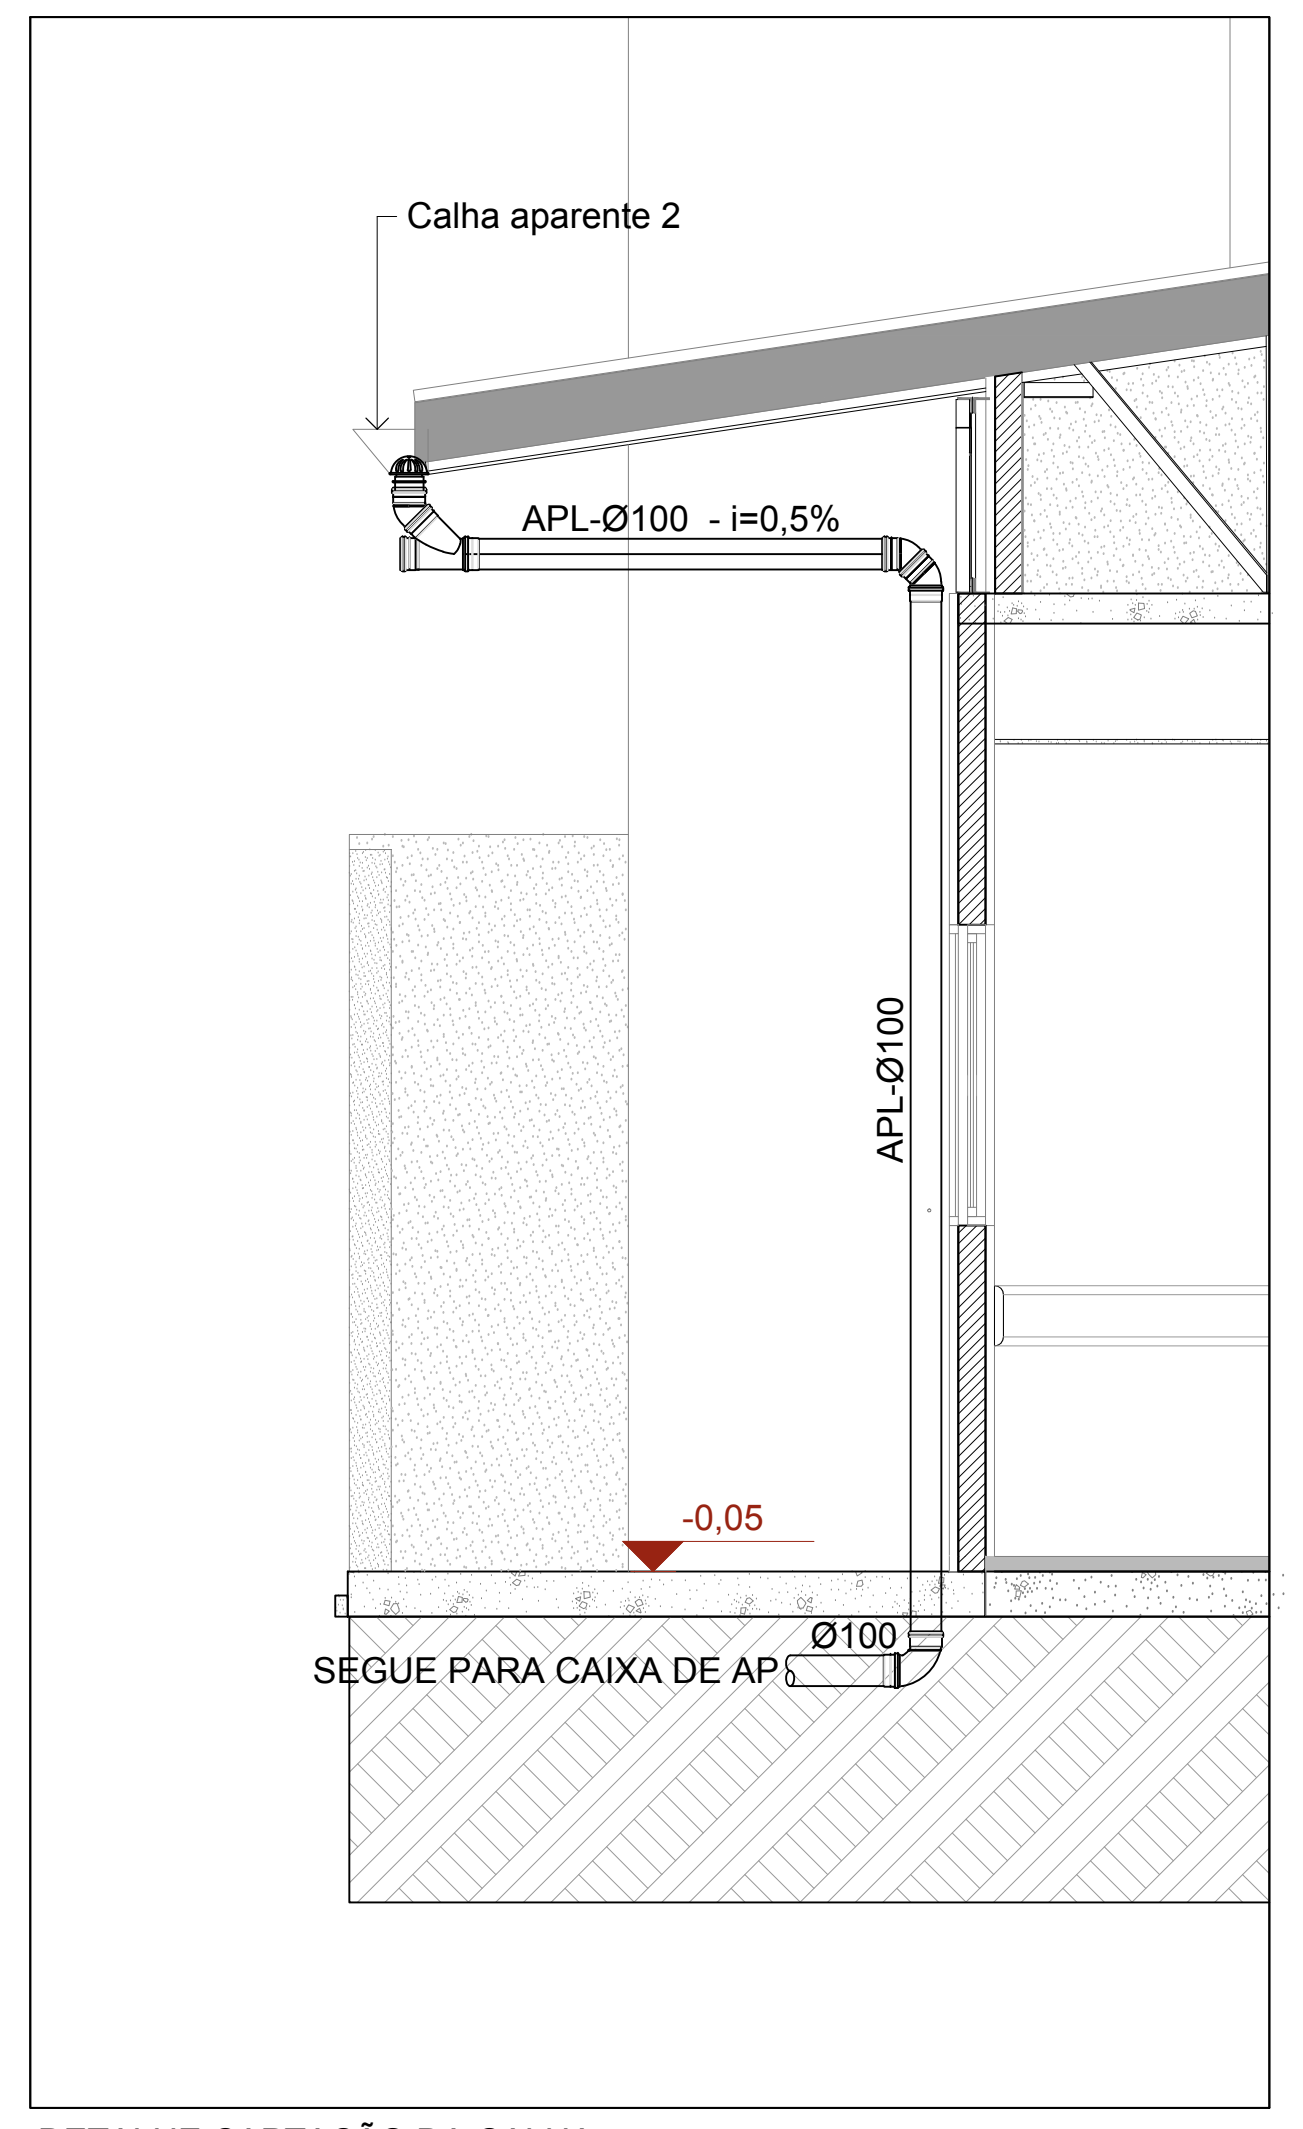 Calha aparente 2
APL-Ø100 - i=0,5%
APL-Ø100
-0,05
Ø100
SEGUE PARA CAIXA DE AP